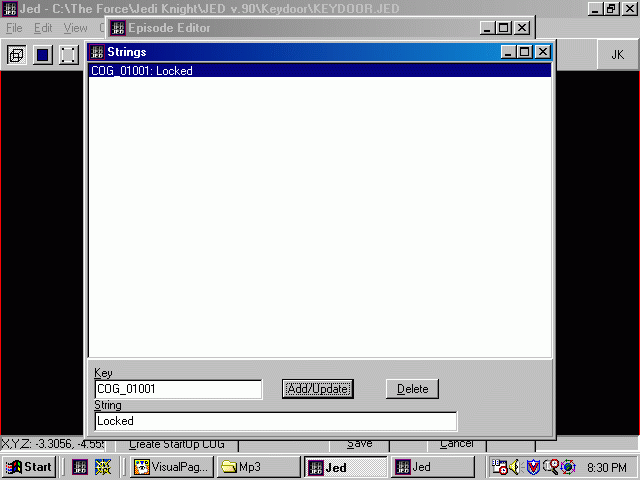 Jed - C:\The Force\Jedi Knight\JED_v.90\Keydoor\KEYDOOR.JED
File Edit View
Episode Editor
Strings
JK
COG_01001: Locked
Key
COG_01001
Add/Update
Delete
String
Locked
X,Y,Z: -3.3056, -4.555
Create StartUp COG
Save
Cancel
Start
VisualPag...
Mp3
Jed
Jed
8:30 PM